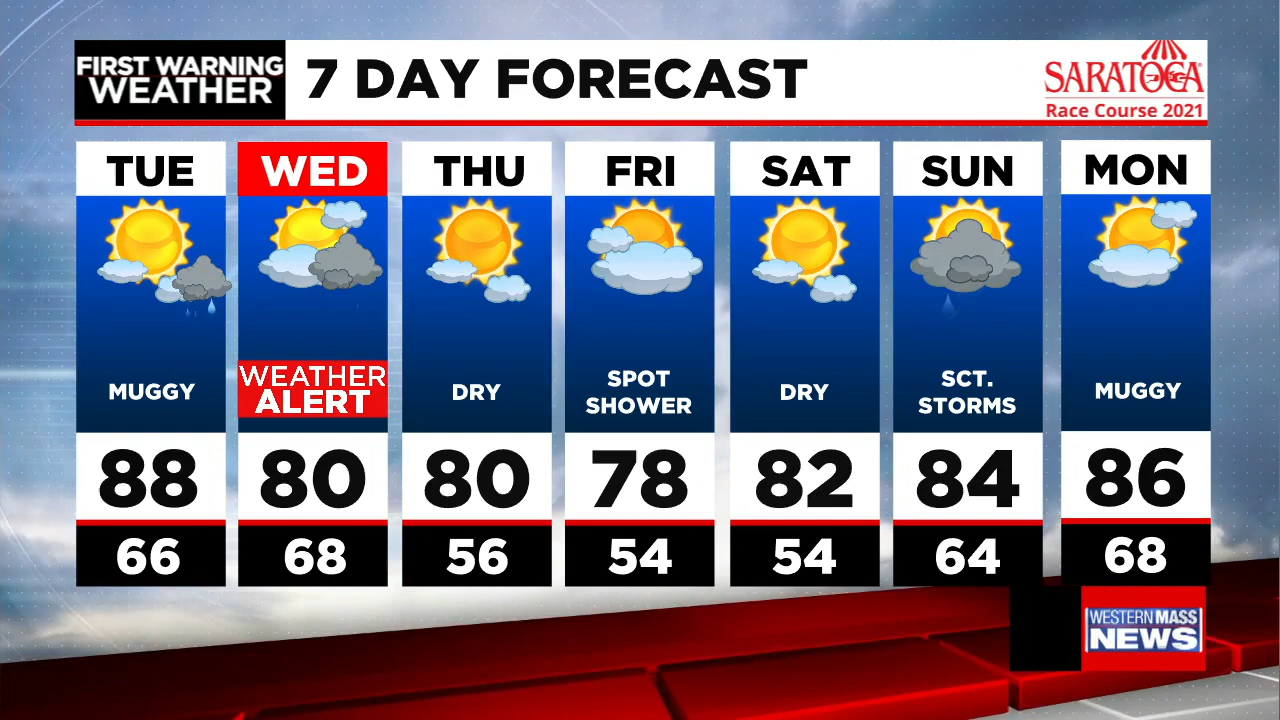 FIRST WARNING
WEATHER
7 DAY FORECAST
SARATOGA
Race Course 2021
TUE
WED
THU
FRI
SAT
SUN
MON
MUGGY
WEATHER
ALERT
DRY
SPOT
SHOWER
DRY
SCT.
STORMS
MUGGY
88
80
80
78
82
84
86
66
68
56
54
54
64
68
WESTERN MASS
NEWS